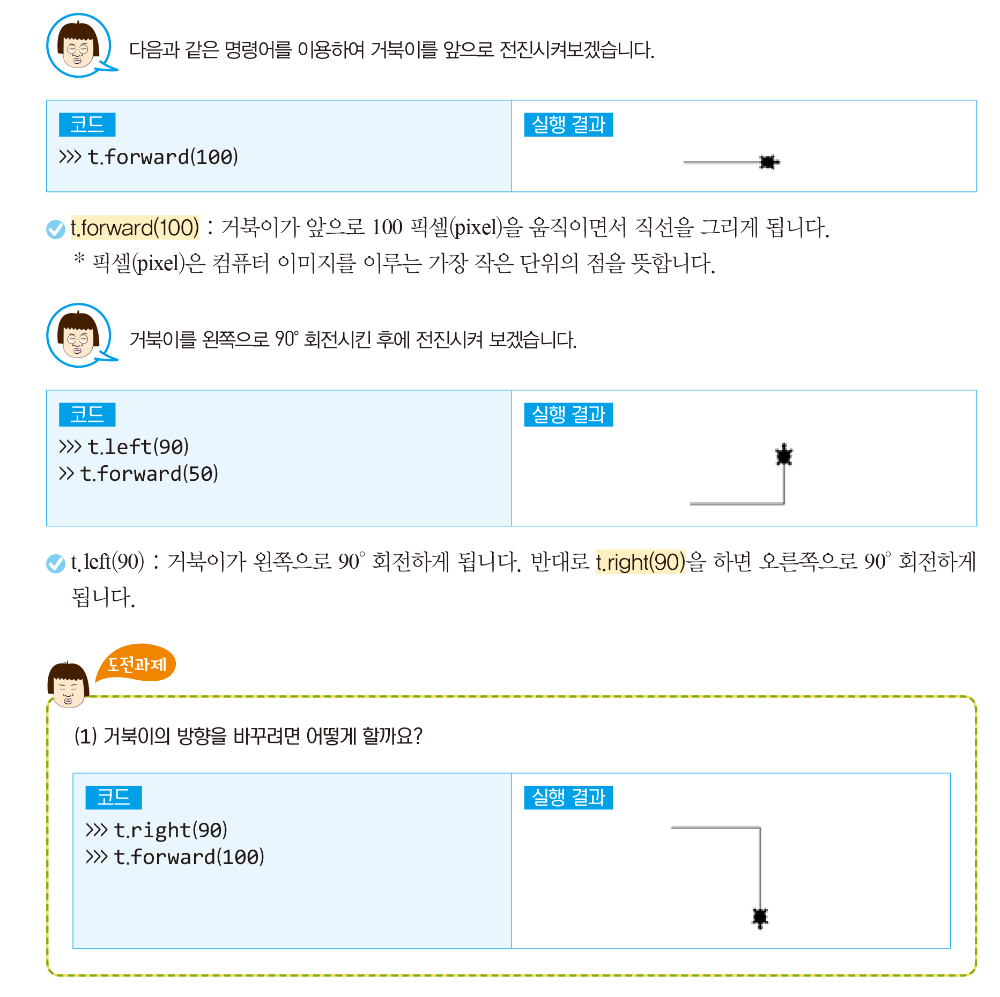 다음과 같은 명령어를 이용하여 거북이를 앞으로 전진시켜보겠습니다.
코드
>>> t.forward(100)
실행 결과
t.forward(100) : 거북이가 앞으로 100 픽셀(pixel)을 움직이면서 직선을 그리게 됩니다.
* 픽셀(pixel)은 컴퓨터 이미지를 이루는 가장 작은 단위의 점을 뜻합니다.
거북이를 왼쪽으로 90° 회전시킨 후에 전진시켜 보겠습니다.
코드
>>> t.left(90)
>> t.forward(50)
실행 결과
t.left(90) : 거북이가 왼쪽으로 90° 회전하게 됩니다. 반대로 t.right(90)을 하면 오른쪽으로 90° 회전하게
됩니다.
도전과제
(1) 거북이의 방향을 바꾸려면 어떻게 할까요?
코드
>>> t.right(90)
>>> t.forward(100)
실행 결과